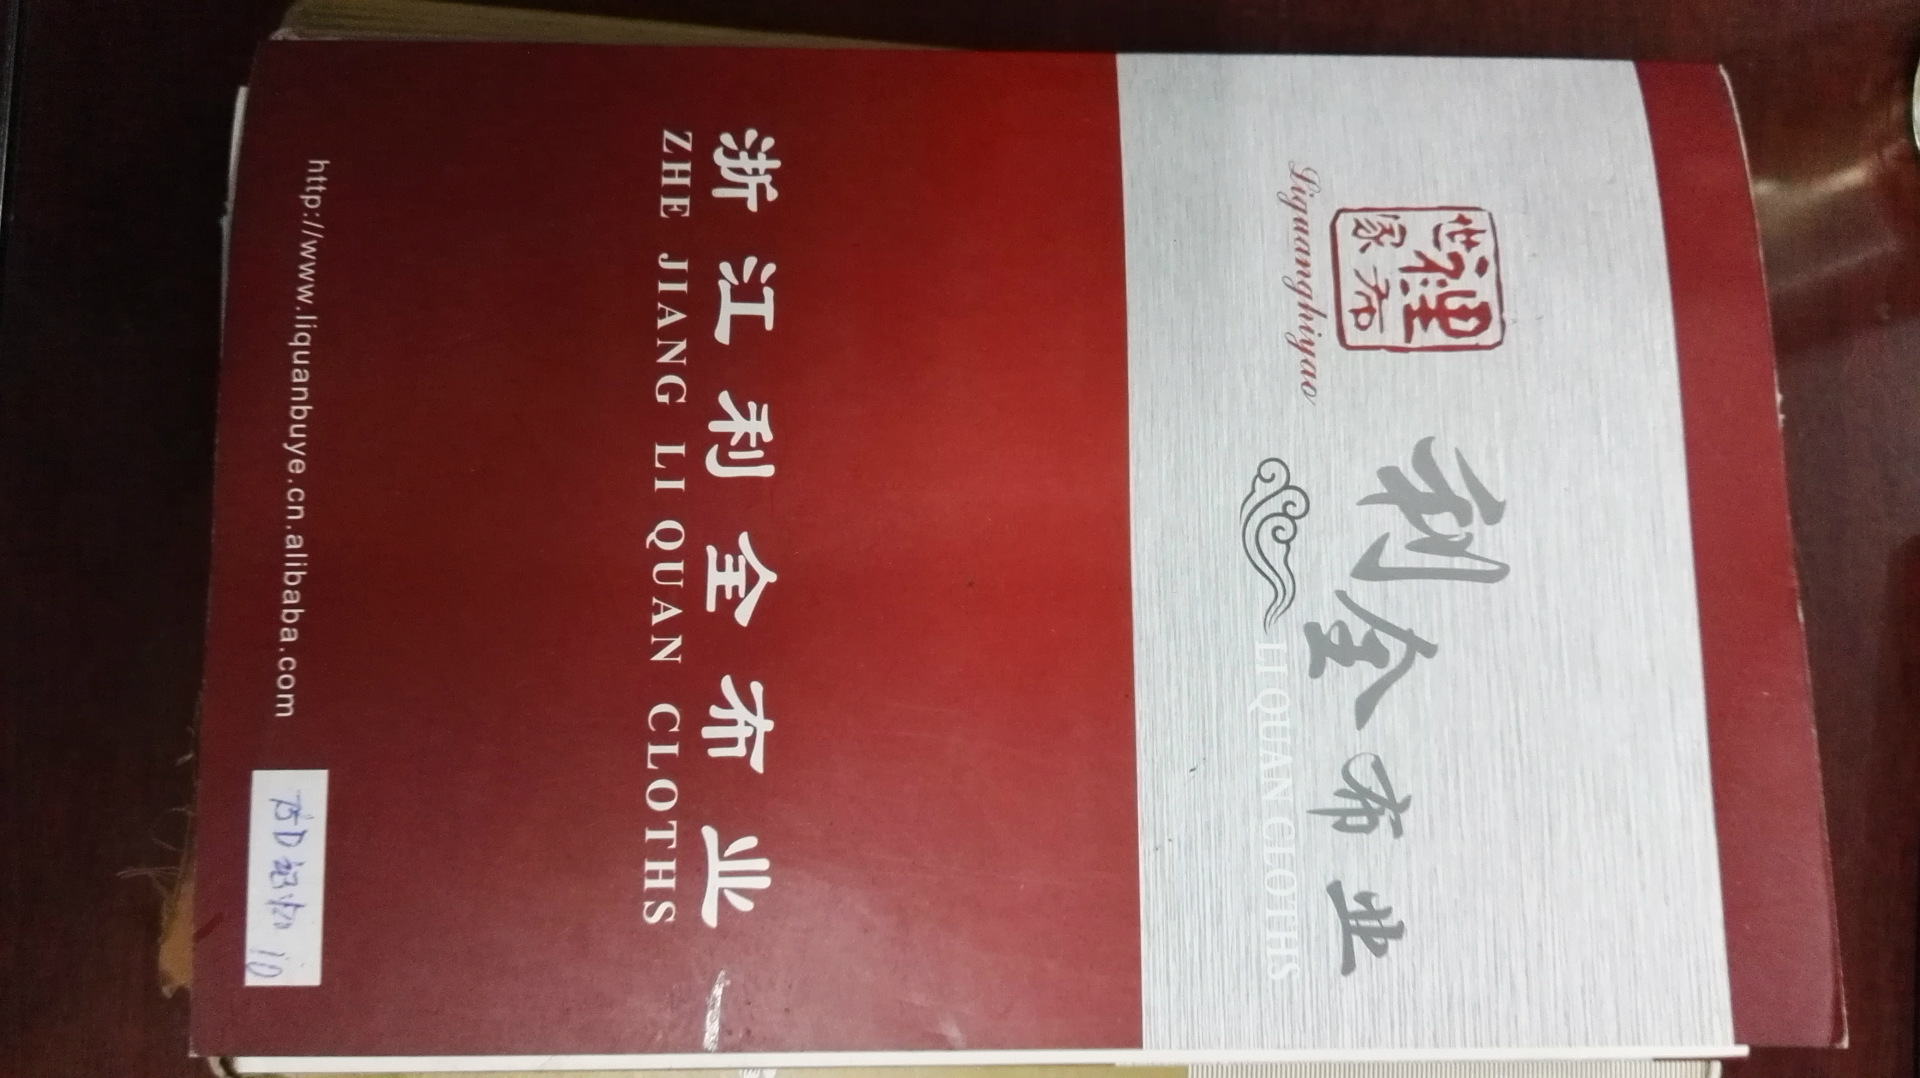 Liquanghiyao
利全布业
LI QUAN CLOTHS
浙江利全布业
ZHE JIANG LI QUAN CLOTHS
http://www.liquanbuye.cn.alibaba.com